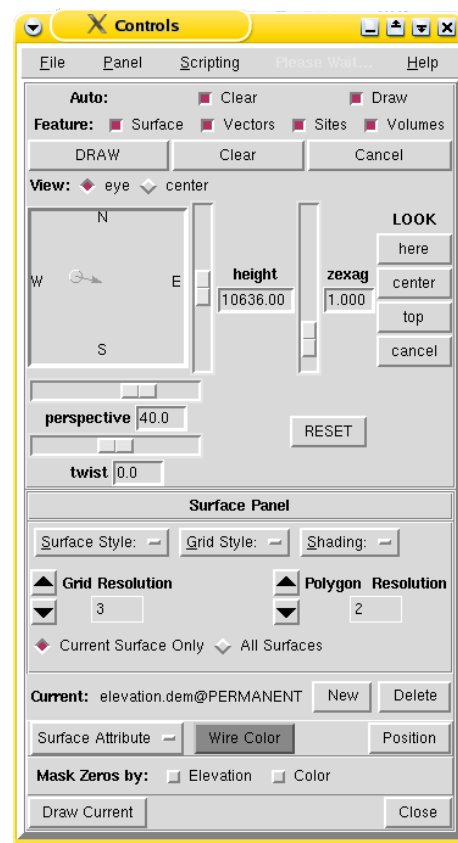 X Controls
File Panel Scripting Please Wait... Help
Auto: Clear Draw
Feature: Surface Vectors Sites Volumes
DRAW Clear Cancel
View: eye center
N
W E
S
height
10636.00
zexag
1.000
LOOK
here
center
top
cancel
perspective 40.0
twist 0.0
RESET
Surface Panel
Surface Style: Grid Style: Shading:
Grid Resolution Polygon Resolution
3 2
Current Surface Only All Surfaces
Current: elevation.dem@PERMANENT New Delete
Surface Attribute Wire Color Position
Mask Zeros by: Elevation Color
Draw Current Close